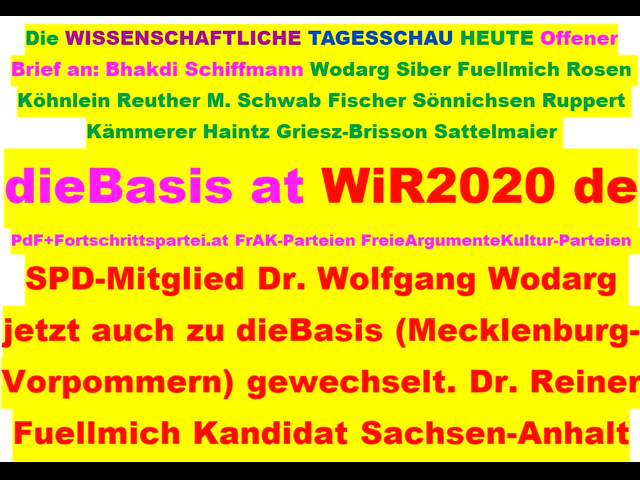 Die WISSENSCHAFTLICHE TAGESSCHAU HEUTE Offener
Brief an: Bhakdi Schiffmann Wodarg Siber Fuellmich Rosen
Köhnlein Reuther M. Schwab Fischer Sönnichsen Ruppert
Kämmerer Haintz Griesz-Brisson Sattelmaier
dieBasis at WiR2020 de
PdF+Fortschrittspartei.at FrAK-Parteien FreieArgumenteKultur-Parteien
SPD-Mitglied Dr. Wolfgang Wodarg
jetzt auch zu dieBasis (Mecklenburg-
Vorpommern) gewechselt. Dr. Reiner
Fuellmich Kandidat Sachsen-Anhalt